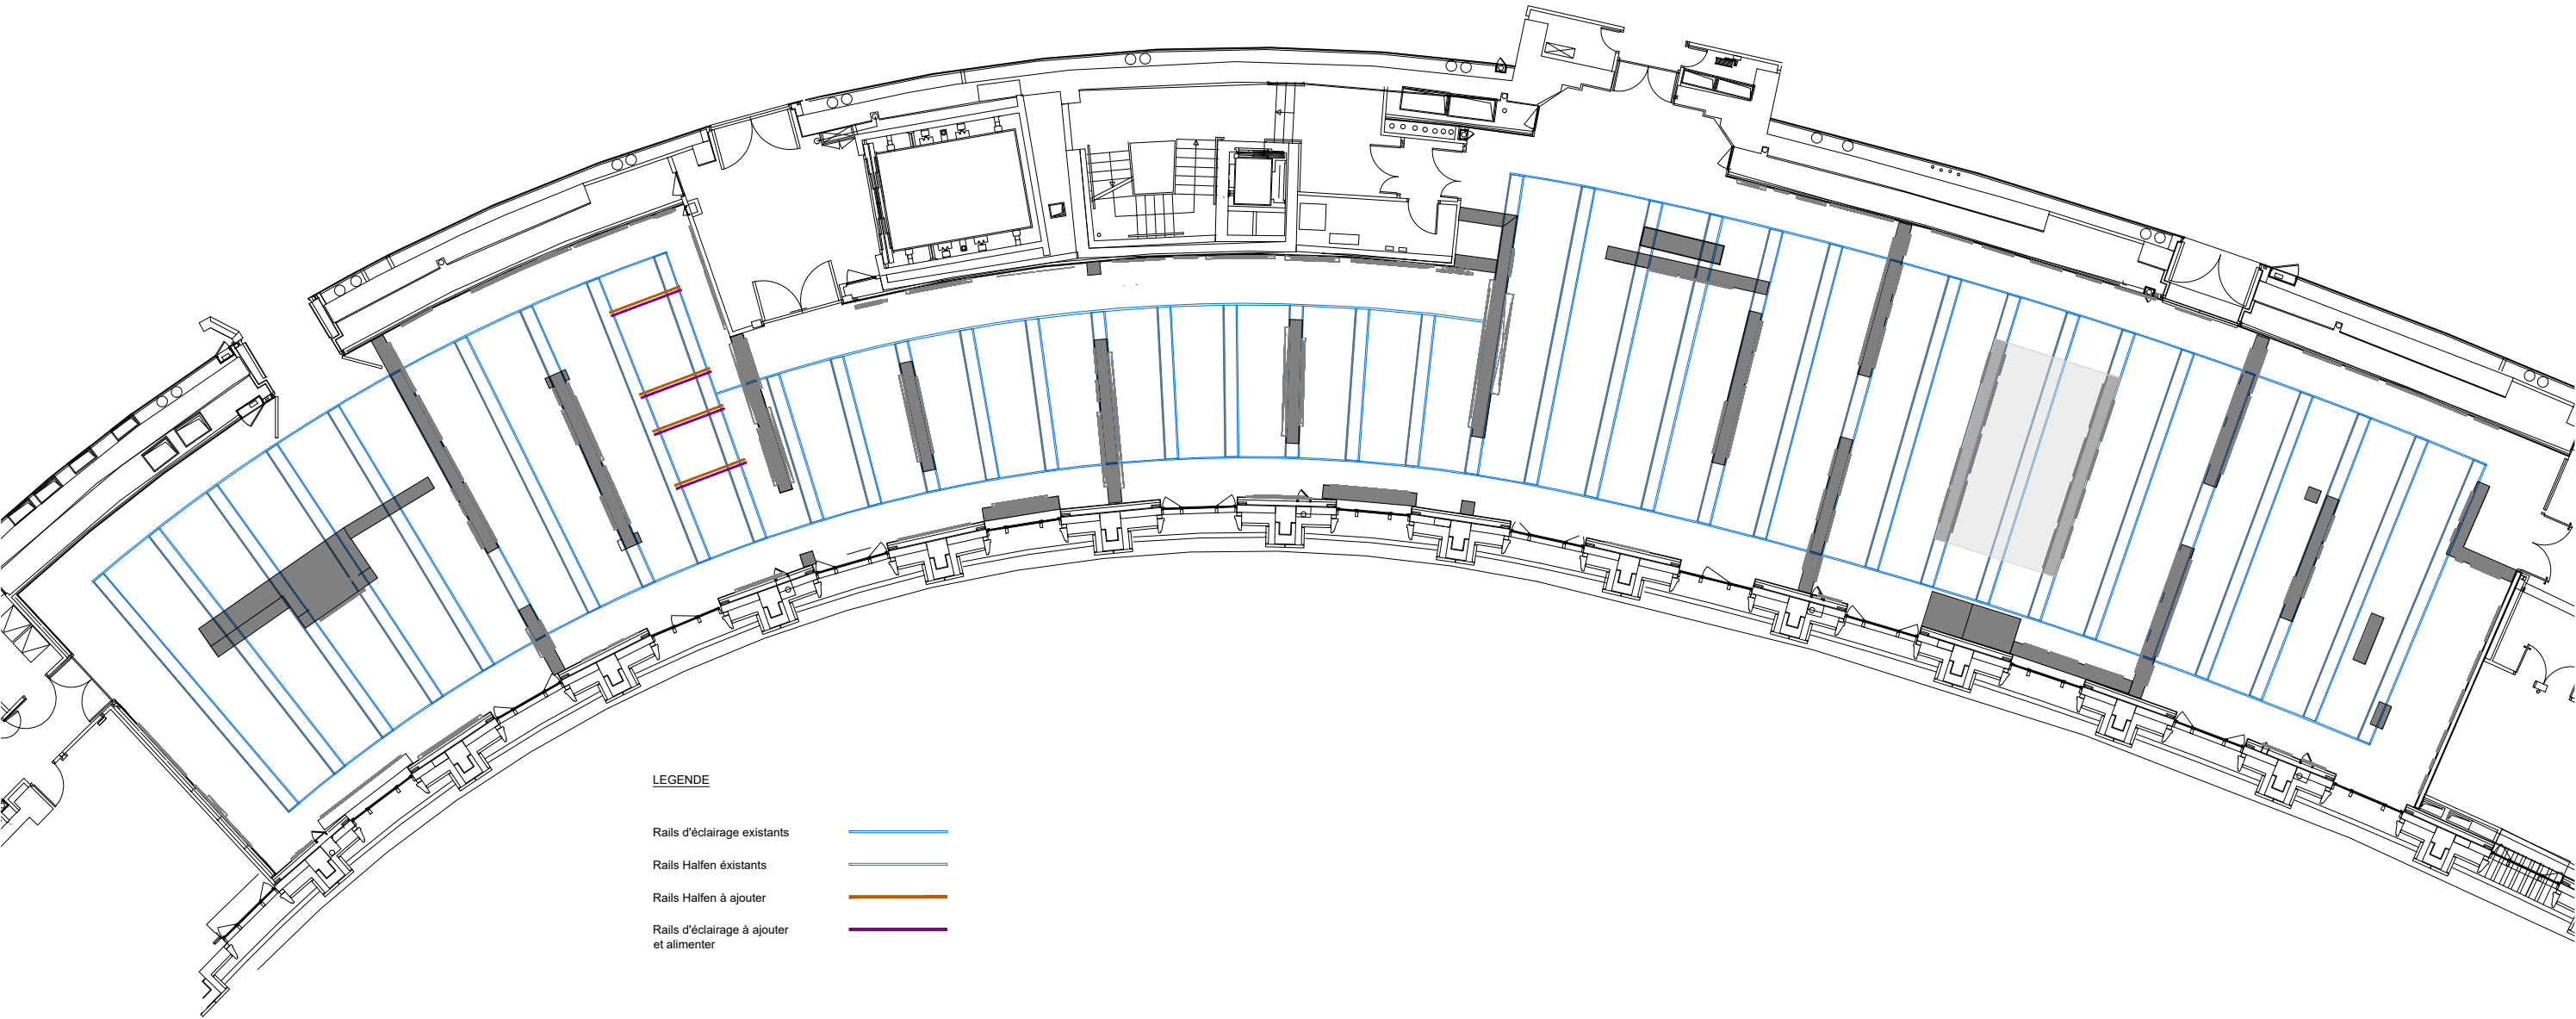 LEGENDE
Rails d'éclairage existants
Rails Halfen éxistants
Rails Halfen à ajouter
Rails d'éclairage à ajouter
et alimenter